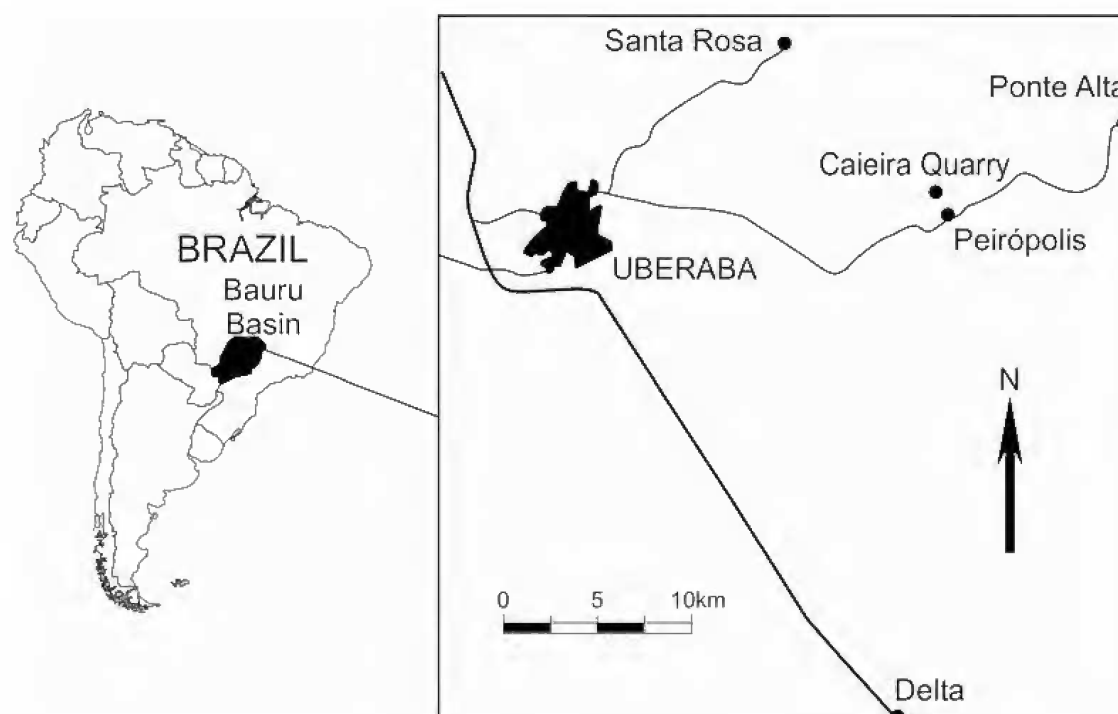 BRAZIL
Bauru
Basin
Santa Rosa
Ponte Alta
Caieira Quarry
Peirópolis
UBERABA
N
0 5 10km
Delta